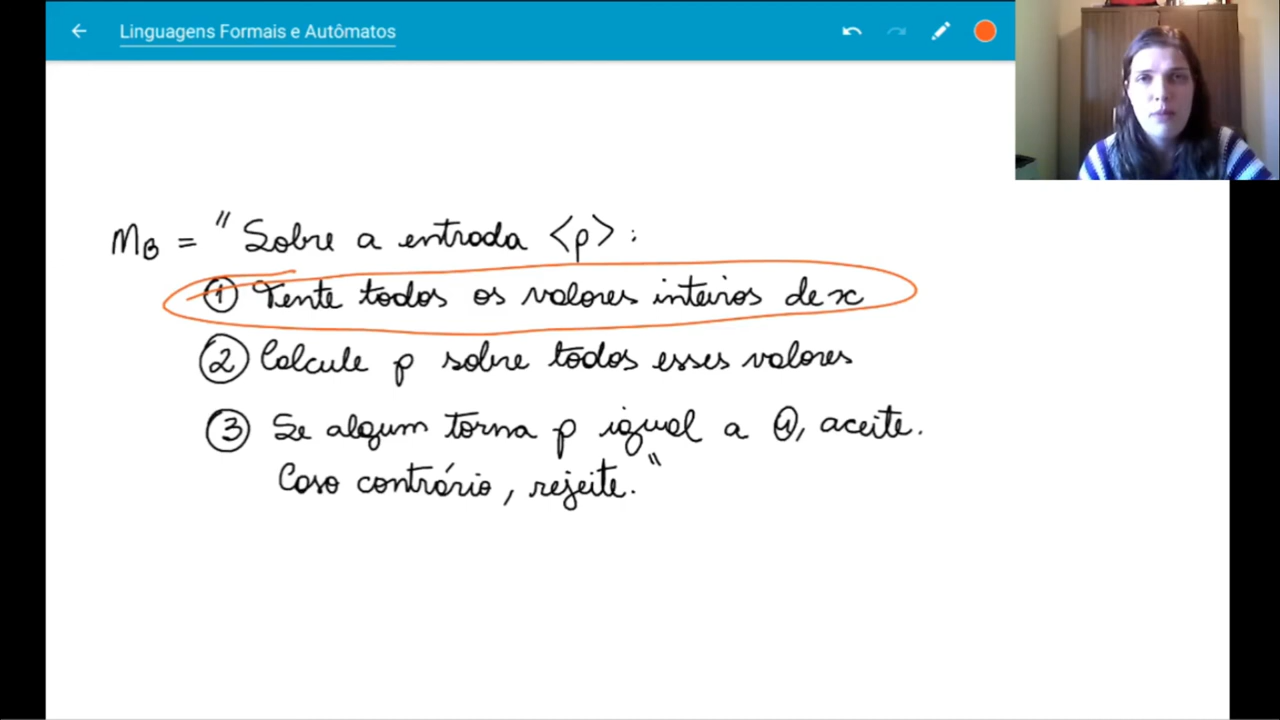 Linguagens Formais e Autômatos
MB = "Sobre a entrada <p>:
① Tente todos os valores inteiros de x
② Calcule p sobre todos esses valores
③ Se algum torna p igual a 0, aceite.
Caso contrário, rejeite."